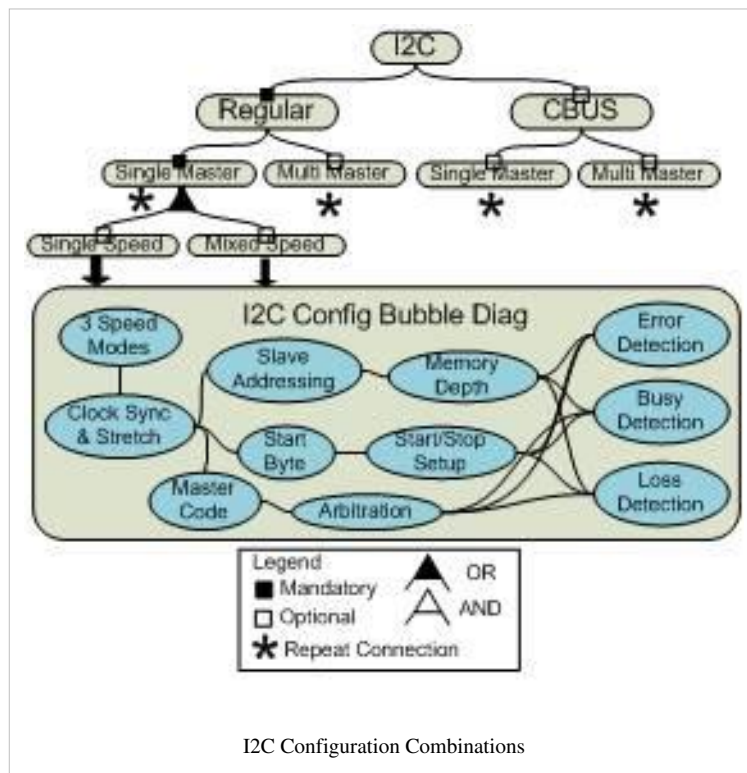 I2C
Regular
CBUS
Single Master
Multi Master
Single Master
Multi Master
Single Speed
Mixed Speed
I2C Config Bubble Diag
3 Speed
Modes
Slave
Addressing
Memory
Depth
Error
Detection
Clock Sync
& Stretch
Start
Byte
Start/Stop
Setup
Busy
Detection
Master
Code
Arbitration
Loss
Detection
Legend
Mandatory
Optional
Repeat Connection
OR
AND
I2C Configuration Combinations